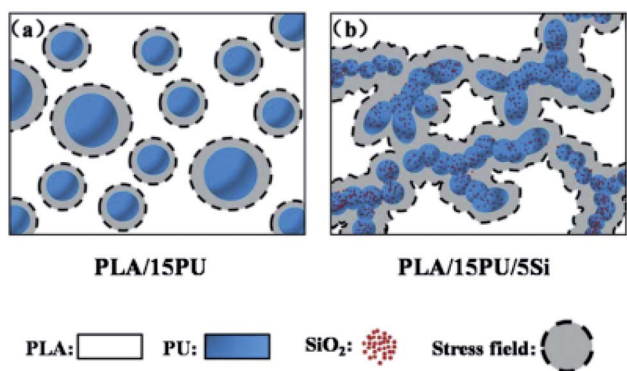 (a)
(b)
PLA/15PU
PLA/15PU/5Si
PLA:
PU:
SiO₂:
Stress field: